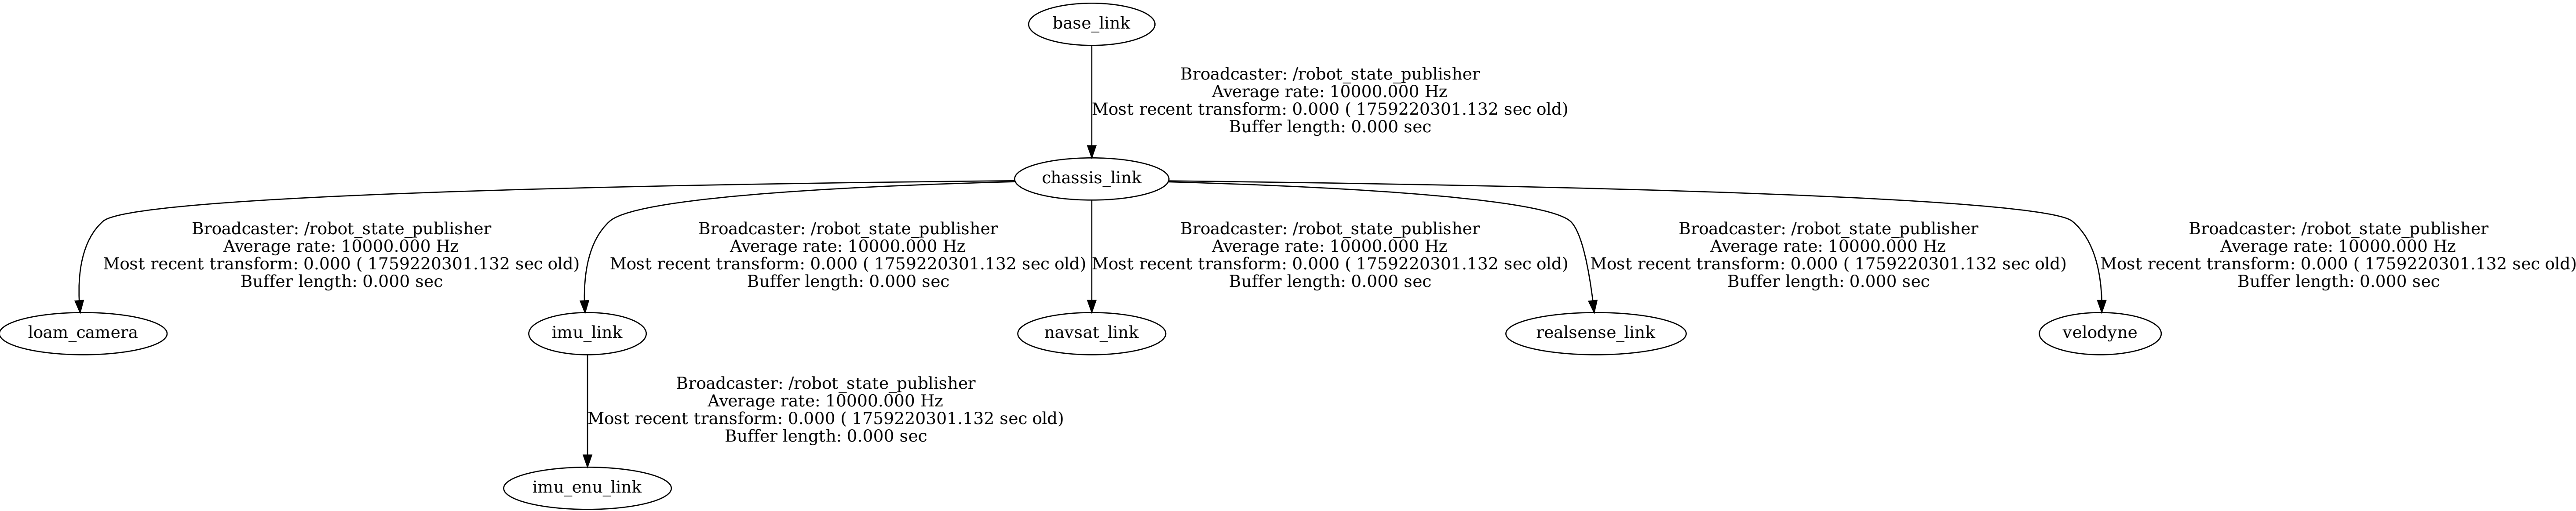 base_link
Broadcaster: /robot_state_publisher
Average rate: 10000.000 Hz
Most recent transform: 0.000 ( 1759220301.132 sec old)
Buffer length: 0.000 sec
chassis_link
Broadcaster: /robot_state_publisher
Average rate: 10000.000 Hz
Most recent transform: 0.000 ( 1759220301.132 sec old)
Buffer length: 0.000 sec
Broadcaster: /robot_state_publisher
Average rate: 10000.000 Hz
Most recent transform: 0.000 ( 1759220301.132 sec old)
Buffer length: 0.000 sec
Broadcaster: /robot_state_publisher
Average rate: 10000.000 Hz
Most recent transform: 0.000 ( 1759220301.132 sec old)
Buffer length: 0.000 sec
Broadcaster: /robot_state_publisher
Average rate: 10000.000 Hz
Most recent transform: 0.000 ( 1759220301.132 sec old)
Buffer length: 0.000 sec
Broadcaster: /robot_state_publisher
Average rate: 10000.000 Hz
Most recent transform: 0.000 ( 1759220301.132 sec old)
Buffer length: 0.000 sec
loam_camera
imu_link
navsat_link
realsense_link
velodyne
Broadcaster: /robot_state_publisher
Average rate: 10000.000 Hz
Most recent transform: 0.000 ( 1759220301.132 sec old)
Buffer length: 0.000 sec
imu_enu_link